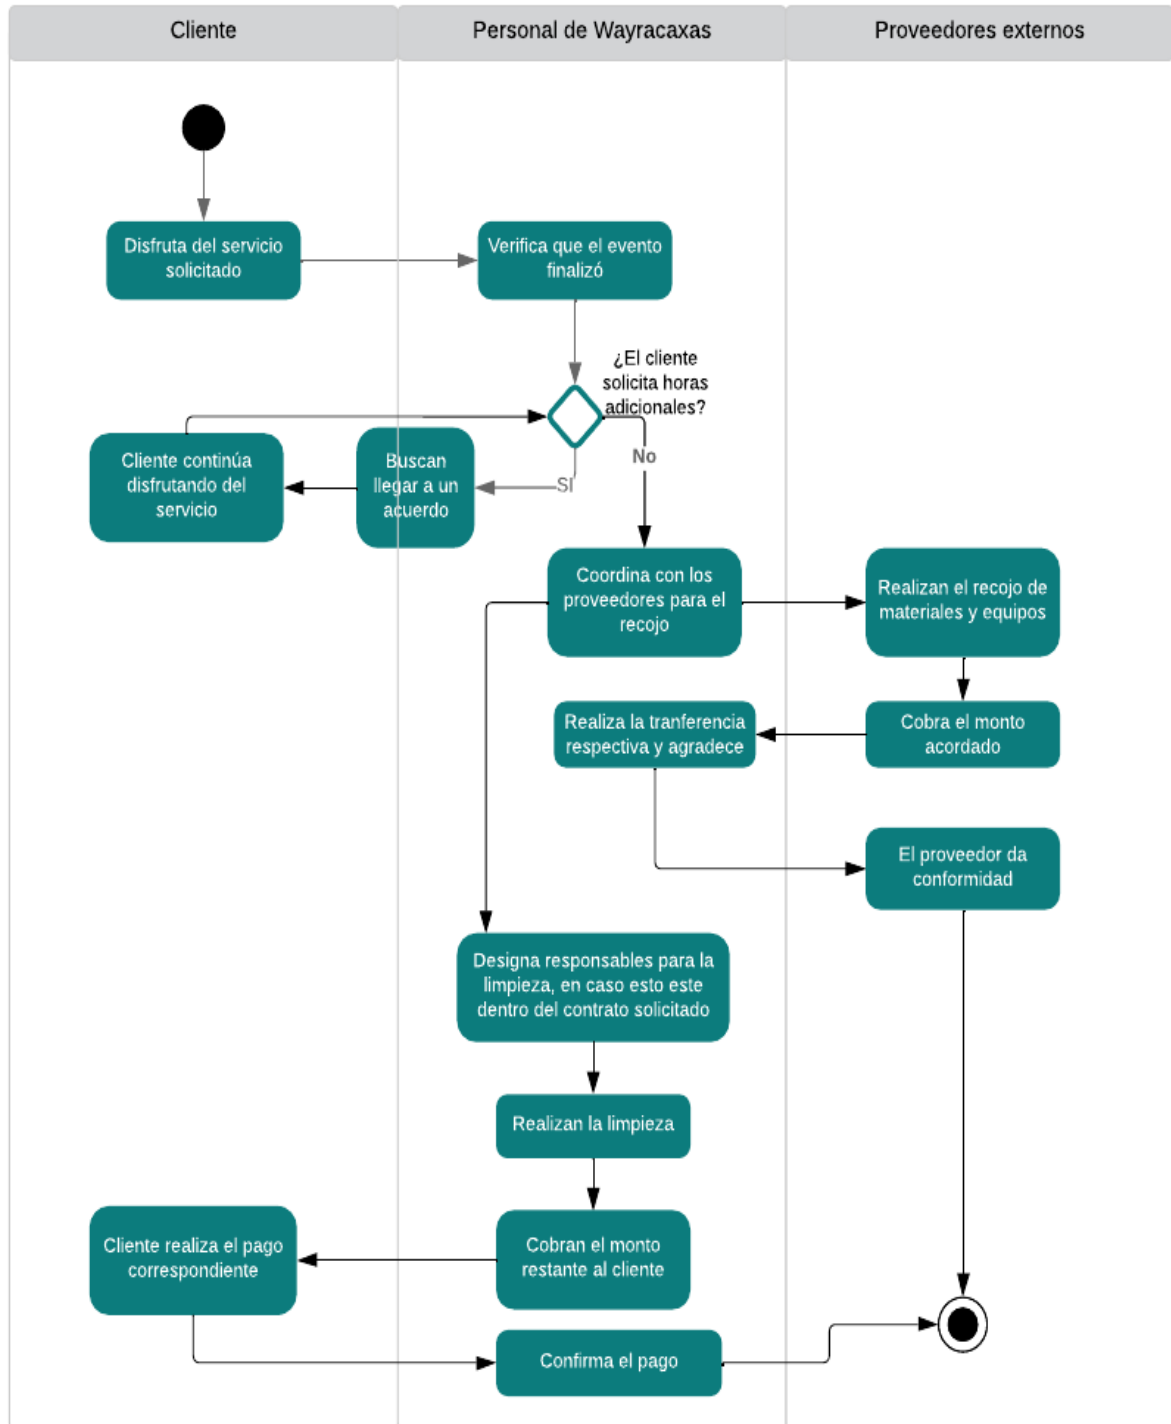 Cliente
Personal de Wayracaxas
Proveedores externos
Disfruta del servicio
solicitado
Verifica que el evento
finalizó
¿El cliente
solicita horas
adicionales?
Cliente continúa
disfrutando del
servicio
Buscan
llegar a un
acuerdo
SI
No
Coordina con los
proveedores para el
recojo
Realizan el recojo de
materiales y equipos
Realiza la tranferencia
respectiva y agradece
Cobra el monto
acordado
El proveedor da
conformidad
Designa responsables para la
limpieza, en caso esto este
dentro del contrato solicitado
Realizan la limpieza
Cliente realiza el pago
correspondiente
Cobran el monto
restante al cliente
Confirma el pago